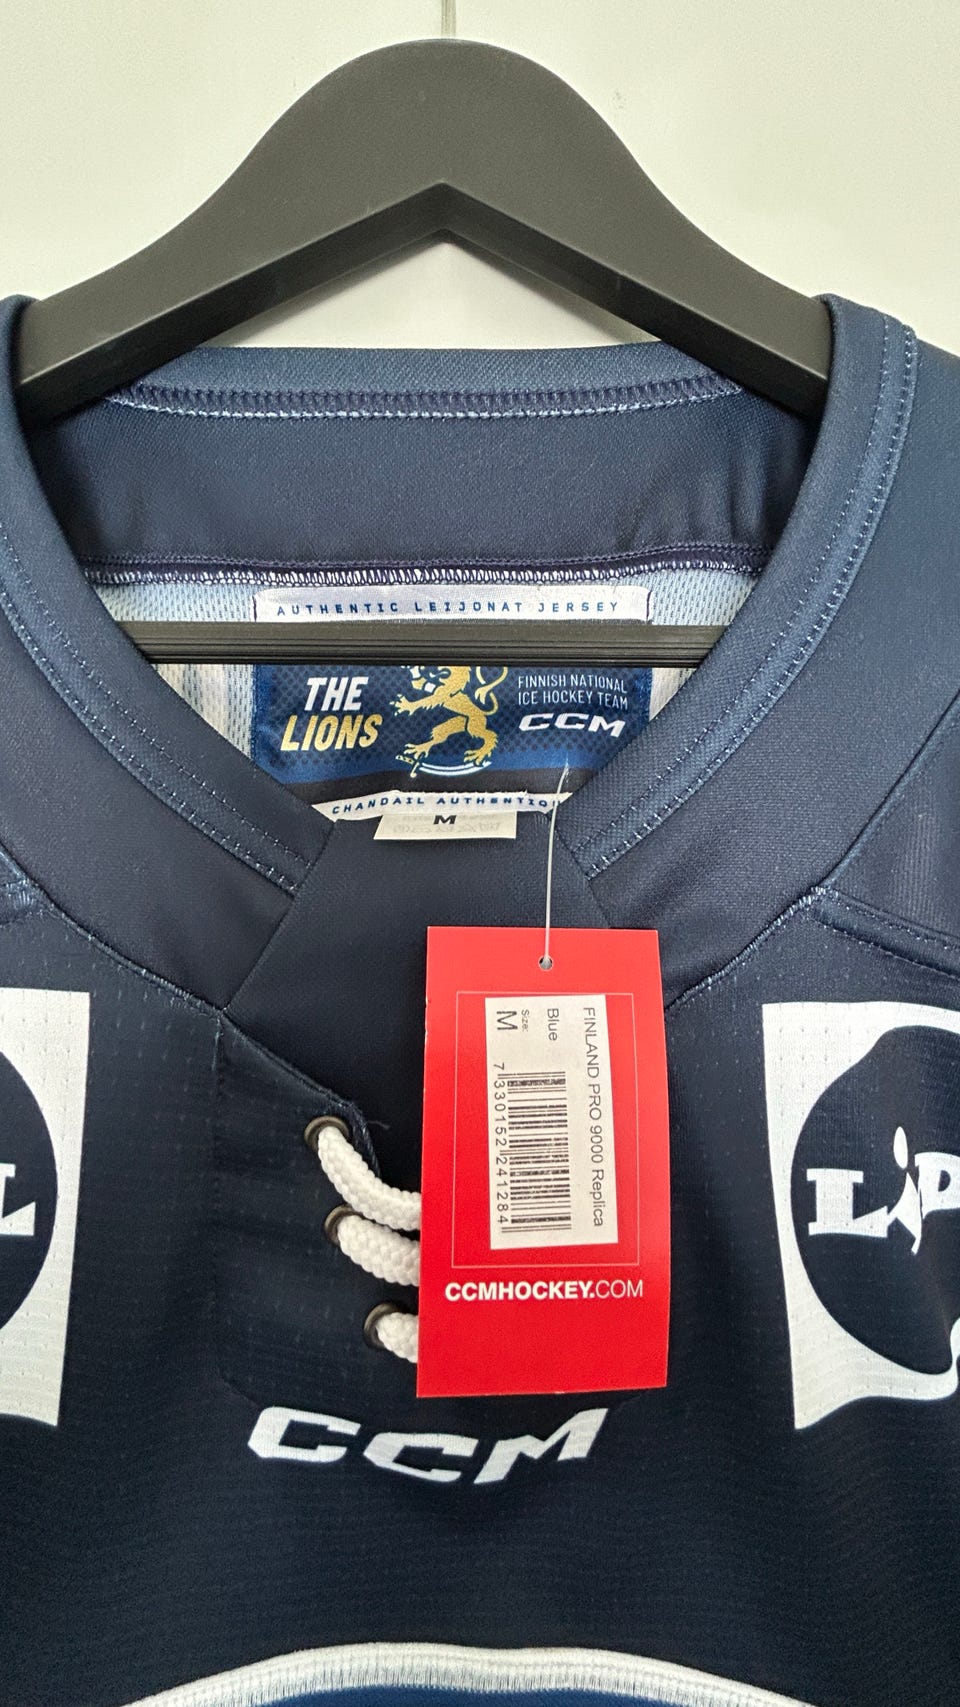 AUTHENTIC LEIJONAT JERSEY
THE
LIONS
FINNISH NATIONAL
ICE HOCKEY TEAM
CCM
CHANDAIL AUTHENTIQ
M
FINLAND PRO 9000 Replica
Blue
Size:
M
7 330152 241284
CCMHOCKEY.COM
L
LiD
CCM